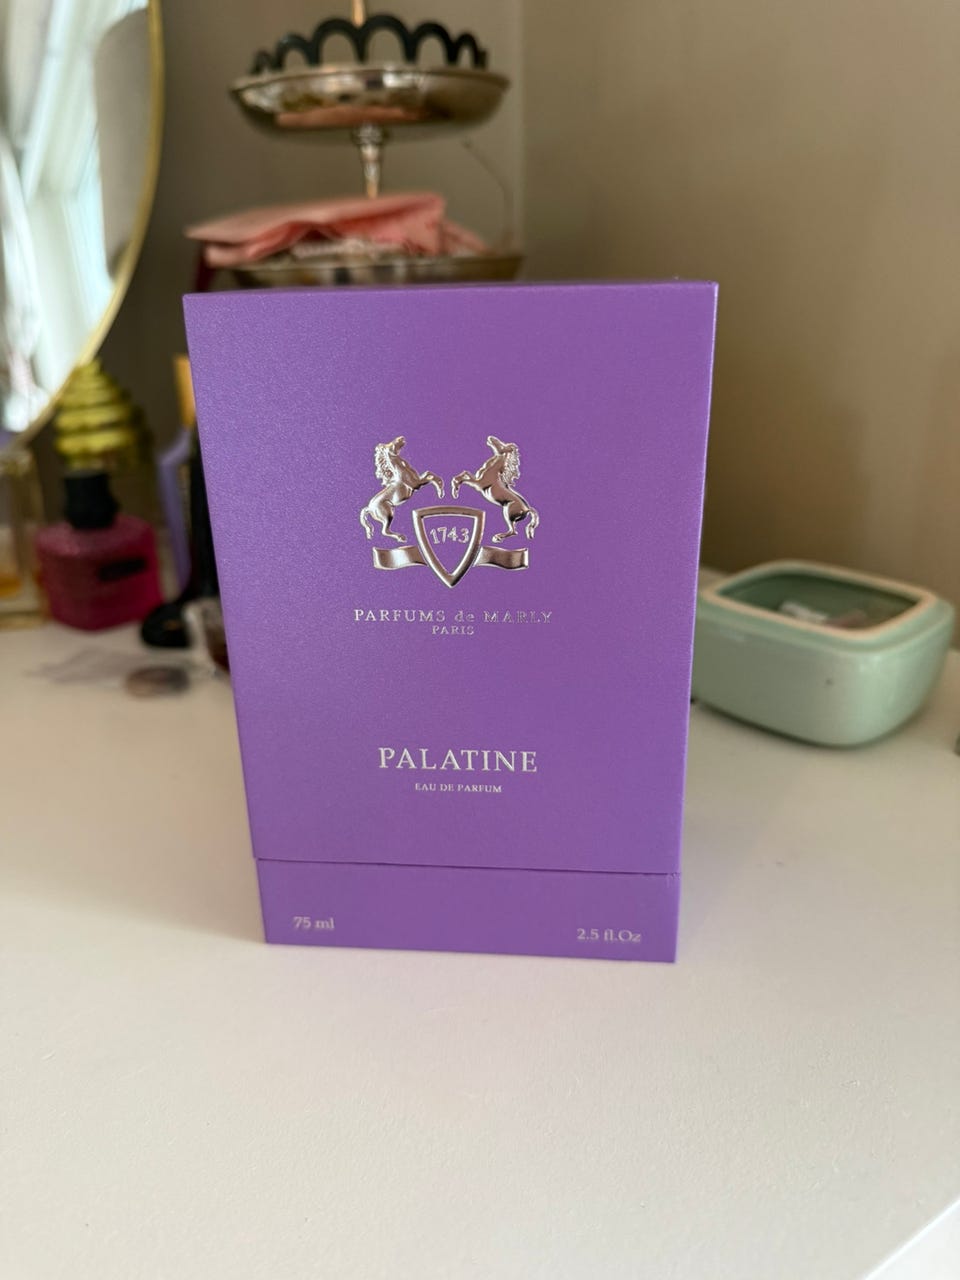 1743
PARFUMS de MARLY
PARIS
PALATINE
EAU DE PARFUM
75 ml
2.5 fl.Oz